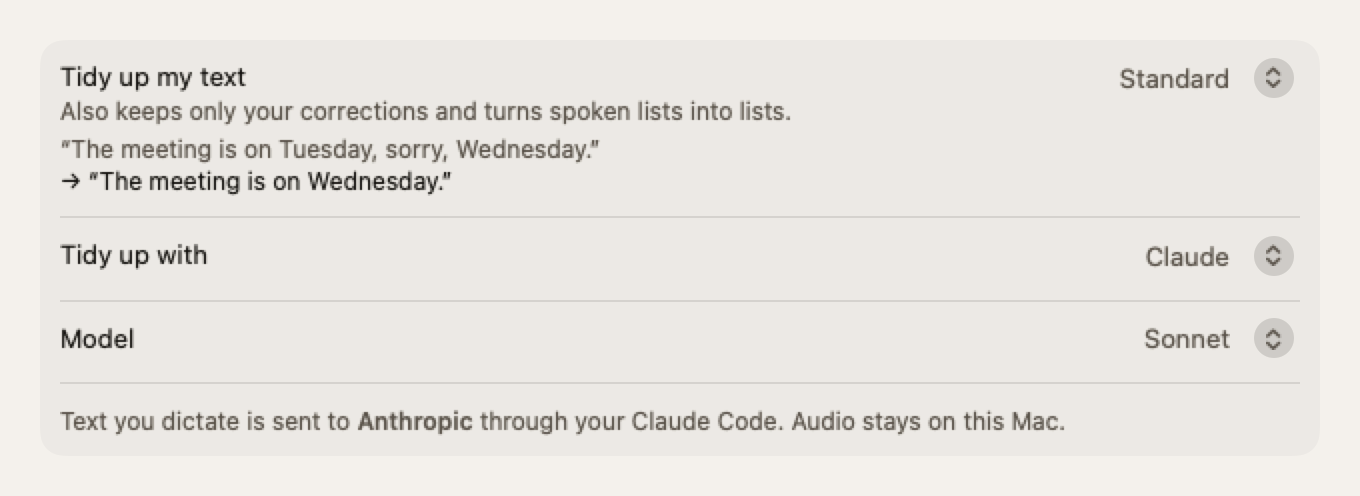 Tidy up my text
Standard
Also keeps only your corrections and turns spoken lists into lists.
“The meeting is on Tuesday, sorry, Wednesday.”
→ “The meeting is on Wednesday.”
Tidy up with
Claude
Model
Sonnet
Text you dictate is sent to Anthropic through your Claude Code. Audio stays on this Mac.